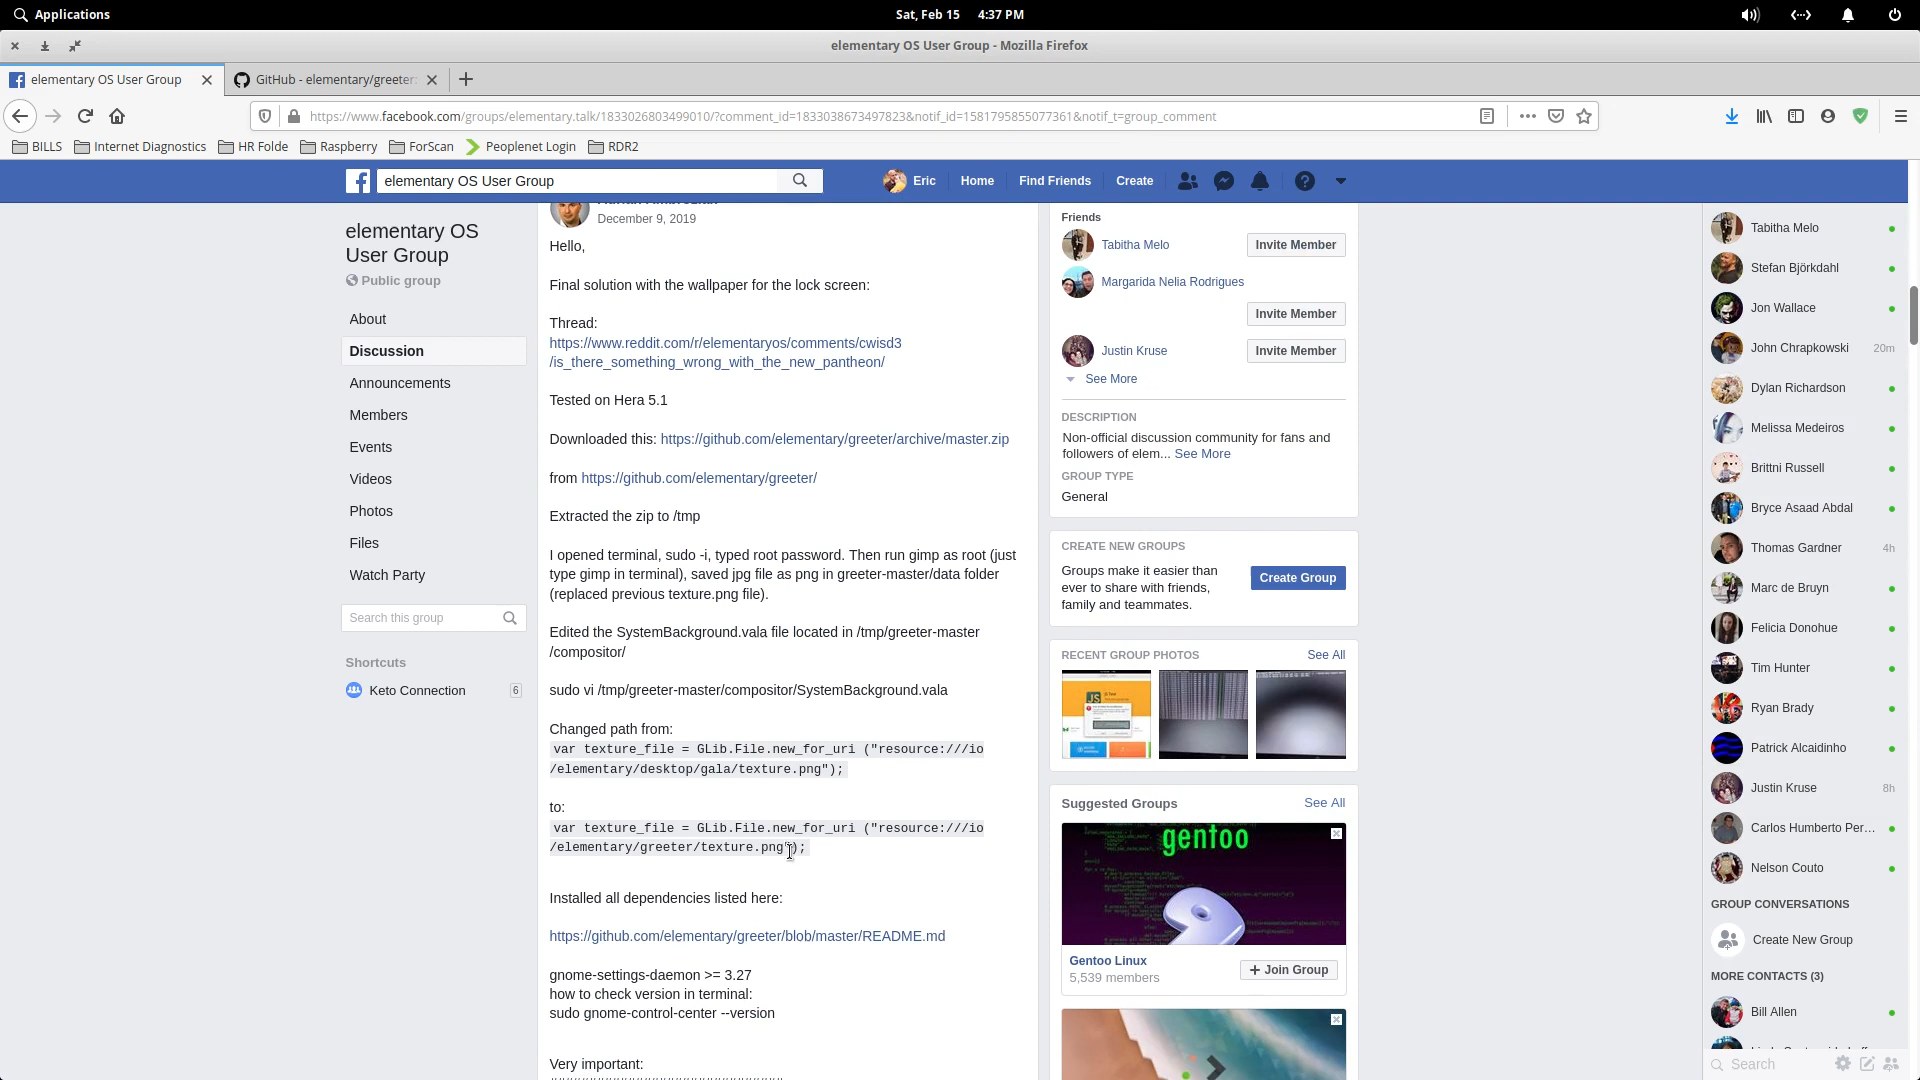 Applications
Sat, Feb 15 4:37 PM
elementary OS User Group - Mozilla Firefox
elementary OS User Group
GitHub - elementary/greeter:
https://www.facebook.com/groups/elementary.talk/1833026803499010/?comment_id=1833038673497823&notif_id=1581795855077361&notif_t=group_comment
BILLS
Internet Diagnostics
HR Folde
Raspberry
ForScan
Peoplenet Login
RDR2
elementary OS User Group
Eric
Home
Find Friends
Create
elementary OS
User Group
Public group
About
Discussion
Announcements
Members
Events
Videos
Photos
Files
Watch Party
Search this group
Shortcuts
Keto Connection 6
December 9, 2019
Hello,
Final solution with the wallpaper for the lock screen:
Thread:
https://www.reddit.com/r/elementaryos/comments/cwisd3
/is_there_something_wrong_with_the_new_pantheon/
Tested on Hera 5.1
Downloaded this: https://github.com/elementary/greeter/archive/master.zip
from https://github.com/elementary/greeter/
Extracted the zip to /tmp
I opened terminal, sudo -i, typed root password. Then run gimp as root (just
type gimp in terminal), saved jpg file as png in greeter-master/data folder
(replaced previous texture.png file).
Edited the SystemBackground.vala file located in /tmp/greeter-master
/compositor/
sudo vi /tmp/greeter-master/compositor/SystemBackground.vala
Changed path from:
var texture_file = GLib.File.new_for_uri ("resource:///io
/elementary/desktop/gala/texture.png");
to:
var texture_file = GLib.File.new_for_uri ("resource:///io
/elementary/greeter/texture.png");
Installed all dependencies listed here:
https://github.com/elementary/greeter/blob/master/README.md
gnome-settings-daemon >= 3.27
how to check version in terminal:
sudo gnome-control-center --version
Very important:
Friends
Tabitha Melo
Invite Member
Margarida Nelia Rodrigues
Invite Member
Justin Kruse
Invite Member
See More
DESCRIPTION
Non-official discussion community for fans and
followers of elem... See More
GROUP TYPE
General
CREATE NEW GROUPS
Groups make it easier than
ever to share with friends,
family and teammates.
Create Group
RECENT GROUP PHOTOS
See All
JS
Suggested Groups
See All
gentoo
Gentoo Linux
5,539 members
+ Join Group
Tabitha Melo
Stefan Björkdahl
Jon Wallace
John Chrapkowski 20m
Dylan Richardson
Melissa Medeiros
Brittni Russell
Bryce Asaad Abdal
Thomas Gardner 4h
Marc de Bruyn
Felicia Donohue
Tim Hunter
Ryan Brady
Patrick Alcaidinho
Justin Kruse 8h
Carlos Humberto Per...
Nelson Couto
GROUP CONVERSATIONS
Create New Group
MORE CONTACTS (3)
Bill Allen
Search